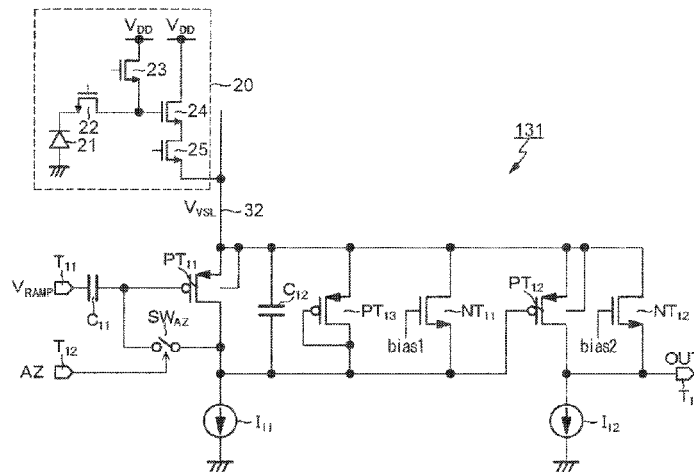 VDD VDD
23
20
24
22
21
25
131
VVSL 32
T11
PT11
VRAMP
C11
C12
PT12
PT13
NT11
NT12
SWAZ
T12
bias1
bias2
OUT
AZ
I11
I12